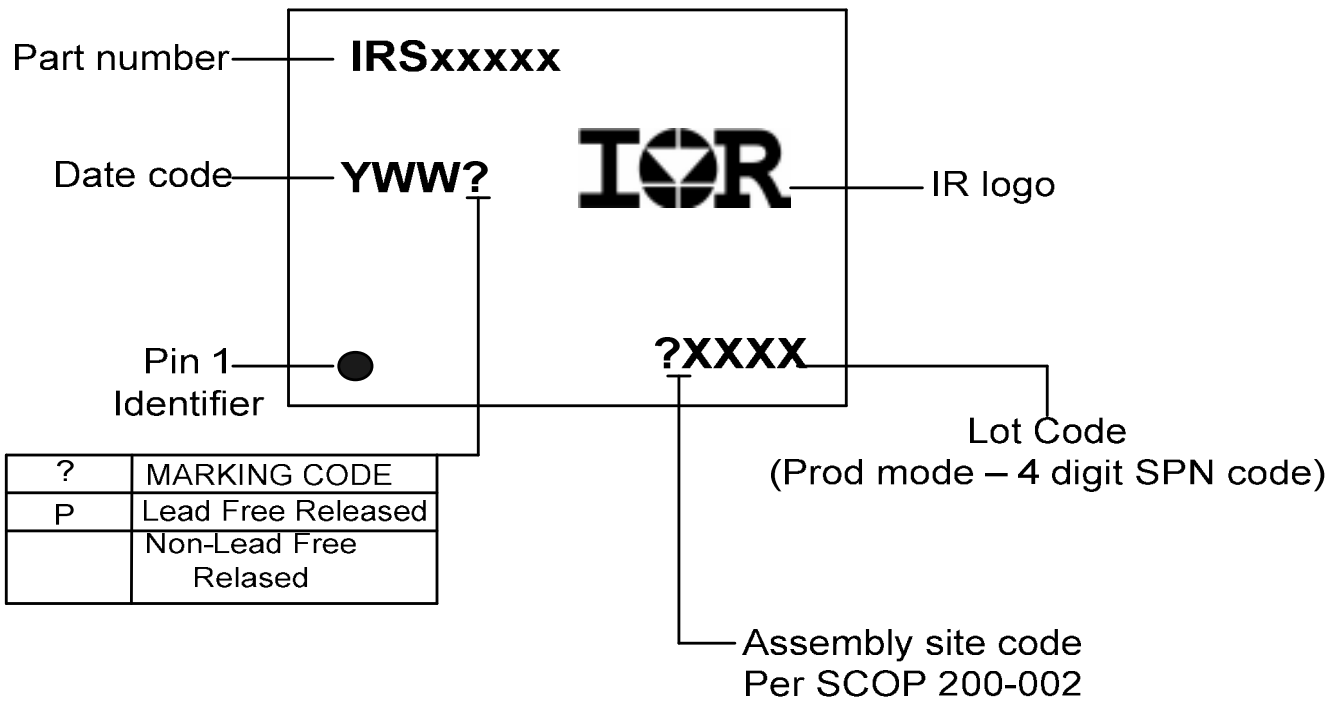 Part number
IRSxxxxx
Date code
YWW?
IOR
IR logo
Pin 1
Identifier
?XXXX
Lot Code
(Prod mode – 4 digit SPN code)
? MARKING CODE
P Lead Free Released
Non-Lead Free
Relased
Assembly site code
Per SCOP 200-002